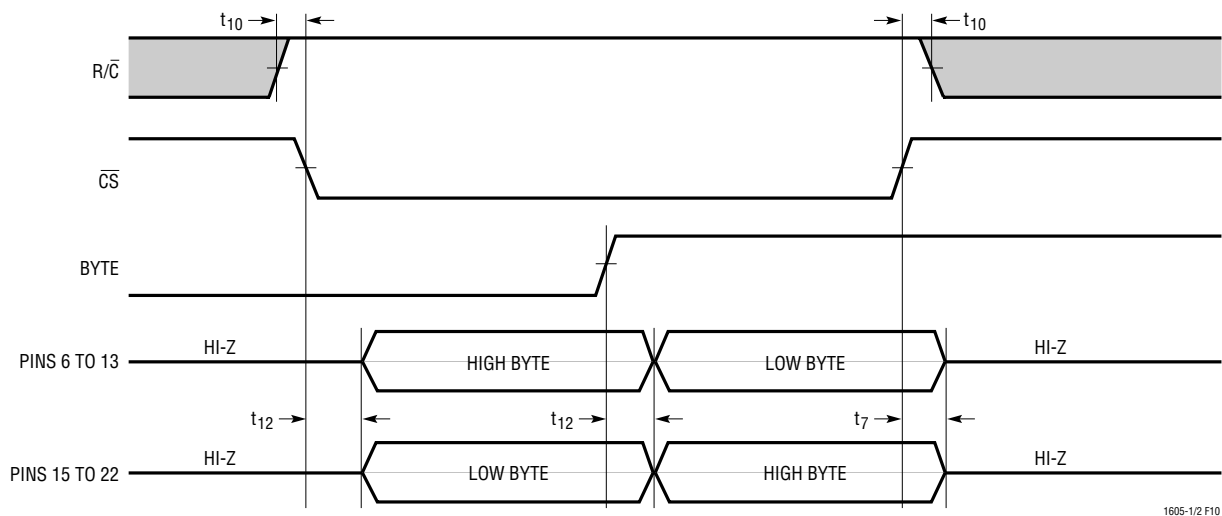 t10 t10
R/C̅
C̅S̅
BYTE
PINS 6 TO 13 HI-Z HIGH BYTE LOW BYTE HI-Z
t12 t12 t7
PINS 15 TO 22 HI-Z LOW BYTE HIGH BYTE HI-Z
1605-1/2 F10